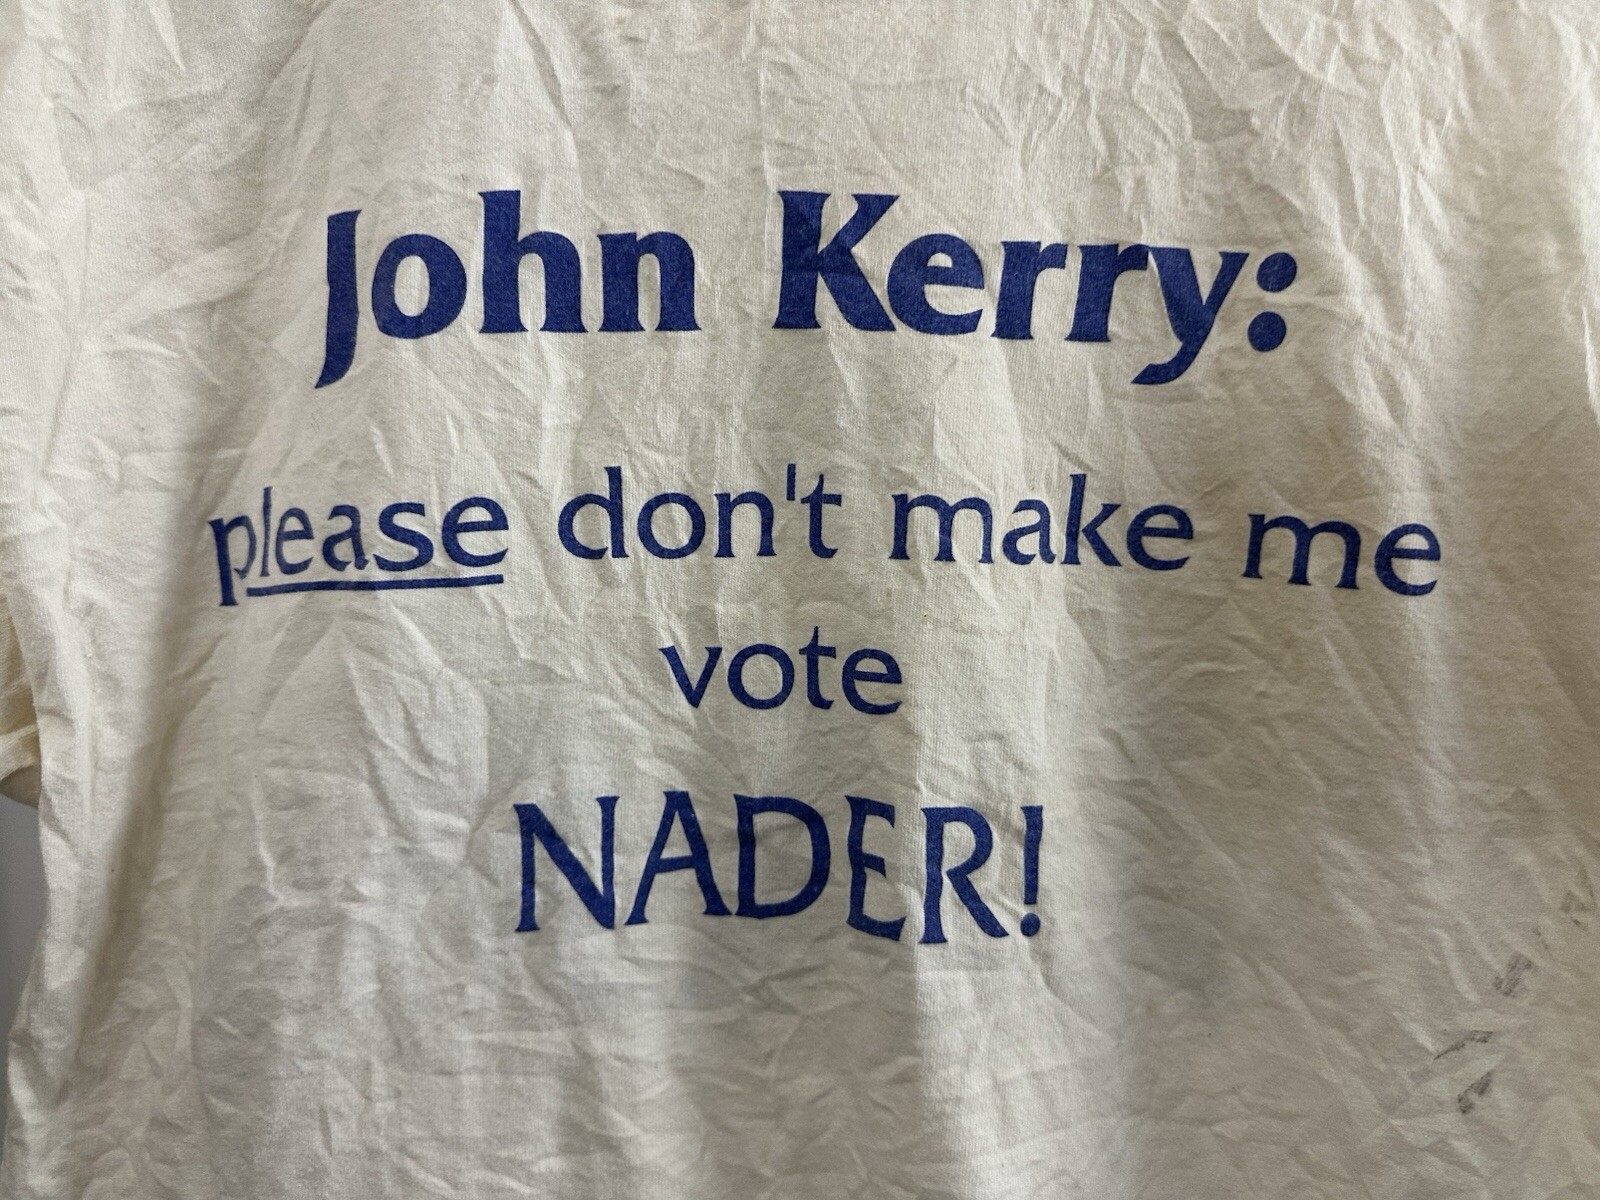 John Kerry:
please don't make me
vote
NADER!